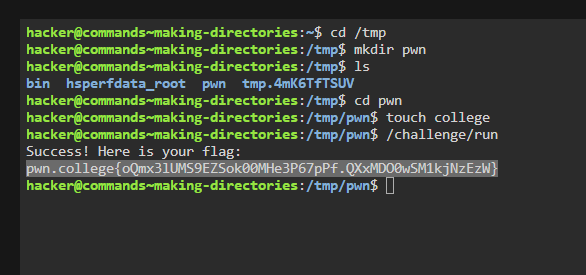 hacker@commands~making-directories:~$ cd /tmp
hacker@commands~making-directories:/tmp$ mkdir pwn
hacker@commands~making-directories:/tmp$ ls
bin  hsperfdata_root  pwn  tmp.4mK6TfTSUV
hacker@commands~making-directories:/tmp$ cd pwn
hacker@commands~making-directories:/tmp/pwn$ touch college
hacker@commands~making-directories:/tmp/pwn$ /challenge/run
Success! Here is your flag:
pwn.college{oQmx3lUMS9EZSok00MHe3P67pPf.QXxMDO0wSM1kjNzEzW}
hacker@commands~making-directories:/tmp/pwn$